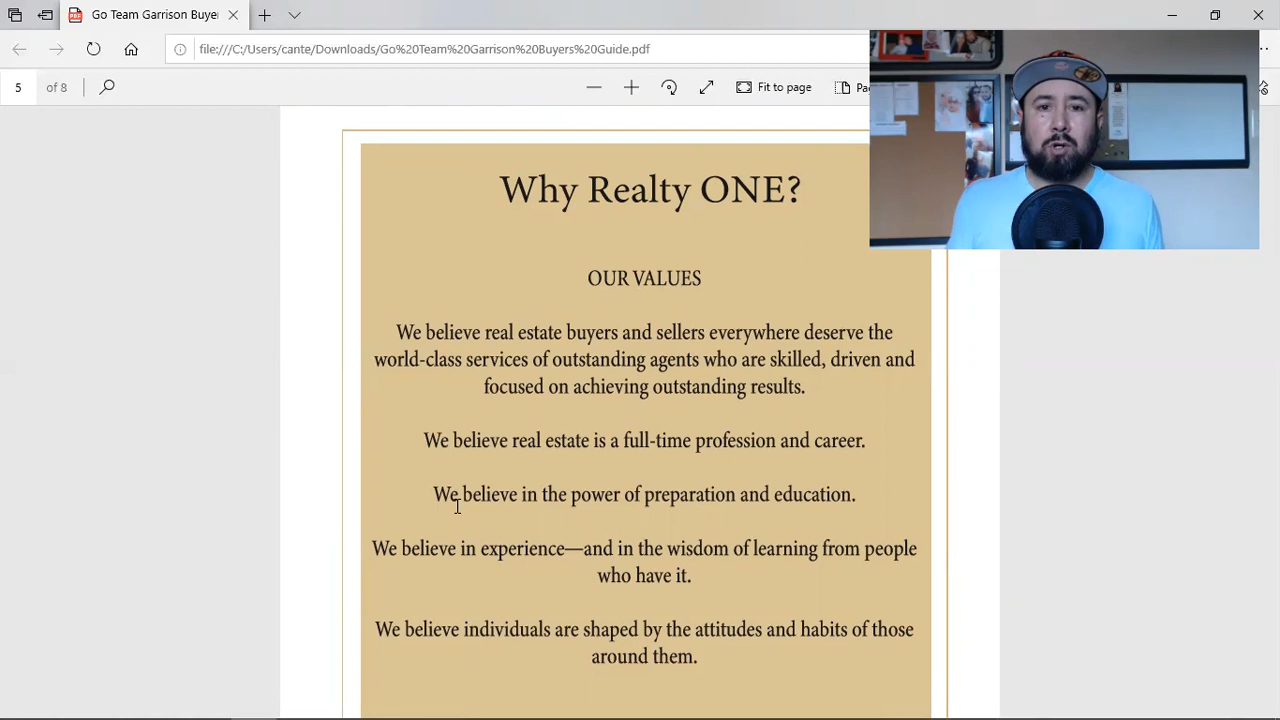 Go Team Garrison Buyer
file:///C:/Users/cante/Downloads/Go%20Team%20Garrison%20Buyers%20Guide.pdf
5 of 8
Fit to page
Pag
Why Realty ONE?
OUR VALUES
We believe real estate buyers and sellers everywhere deserve the
world-class services of outstanding agents who are skilled, driven and
focused on achieving outstanding results.
We believe real estate is a full-time profession and career.
We believe in the power of preparation and education.
We believe in experience—and in the wisdom of learning from people
who have it.
We believe individuals are shaped by the attitudes and habits of those
around them.